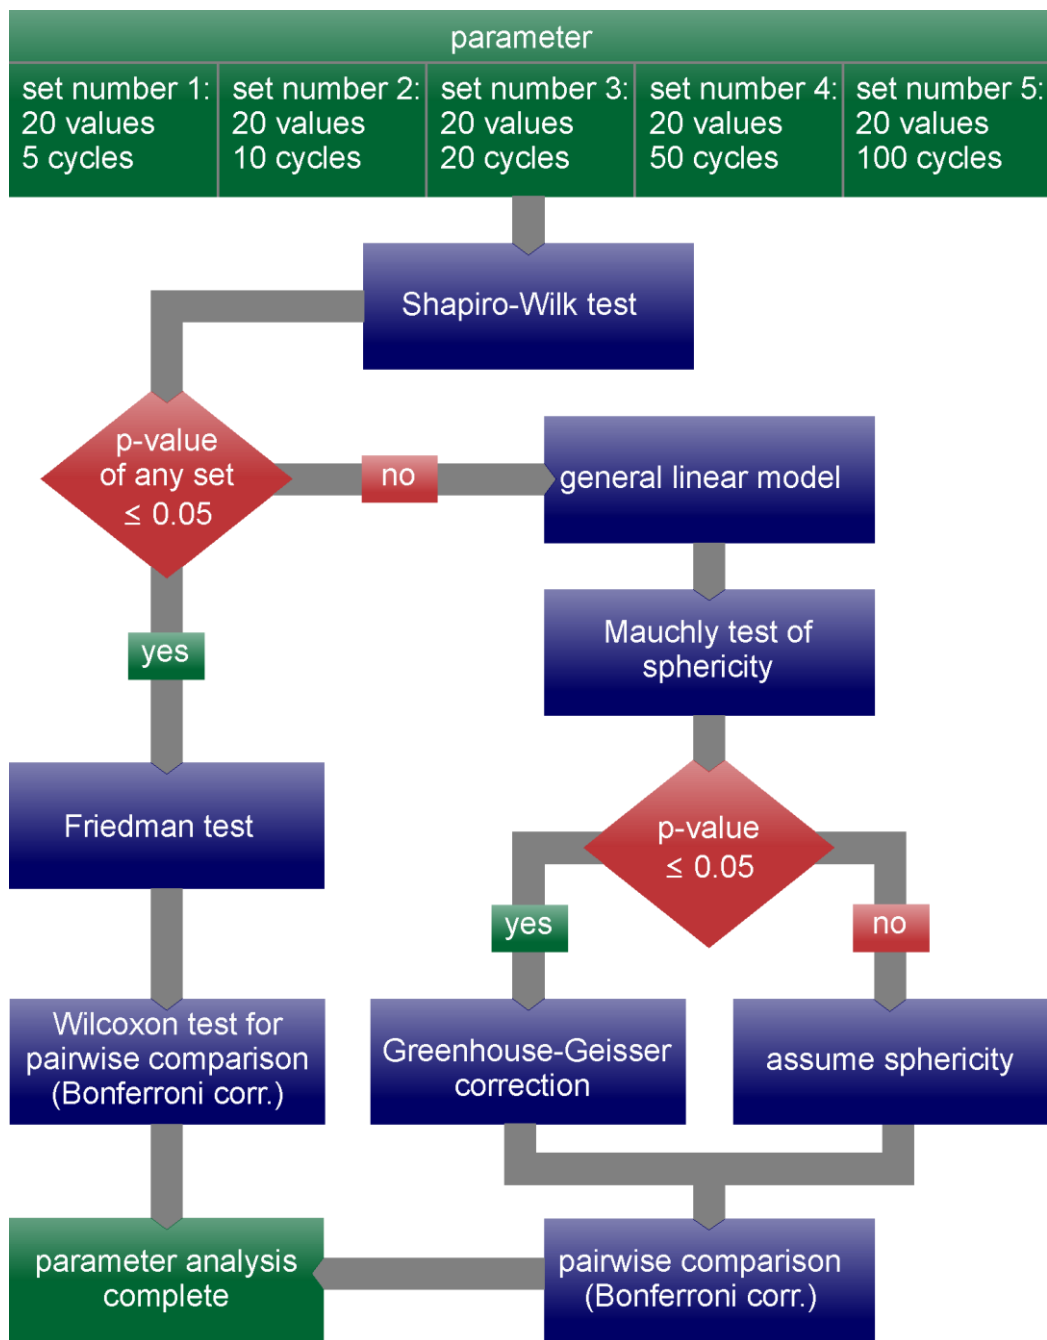 parameter
set number 1:
20 values
5 cycles
set number 2:
20 values
10 cycles
set number 3:
20 values
20 cycles
set number 4:
20 values
50 cycles
set number 5:
20 values
100 cycles
Shapiro-Wilk test
p-value
of any set
≤ 0.05
no
general linear model
yes
Mauchly test of
sphericity
Friedman test
p-value
≤ 0.05
yes
no
Wilcoxon test for
pairwise comparison
(Bonferroni corr.)
Greenhouse-Geisser
correction
assume sphericity
parameter analysis
complete
pairwise comparison
(Bonferroni corr.)